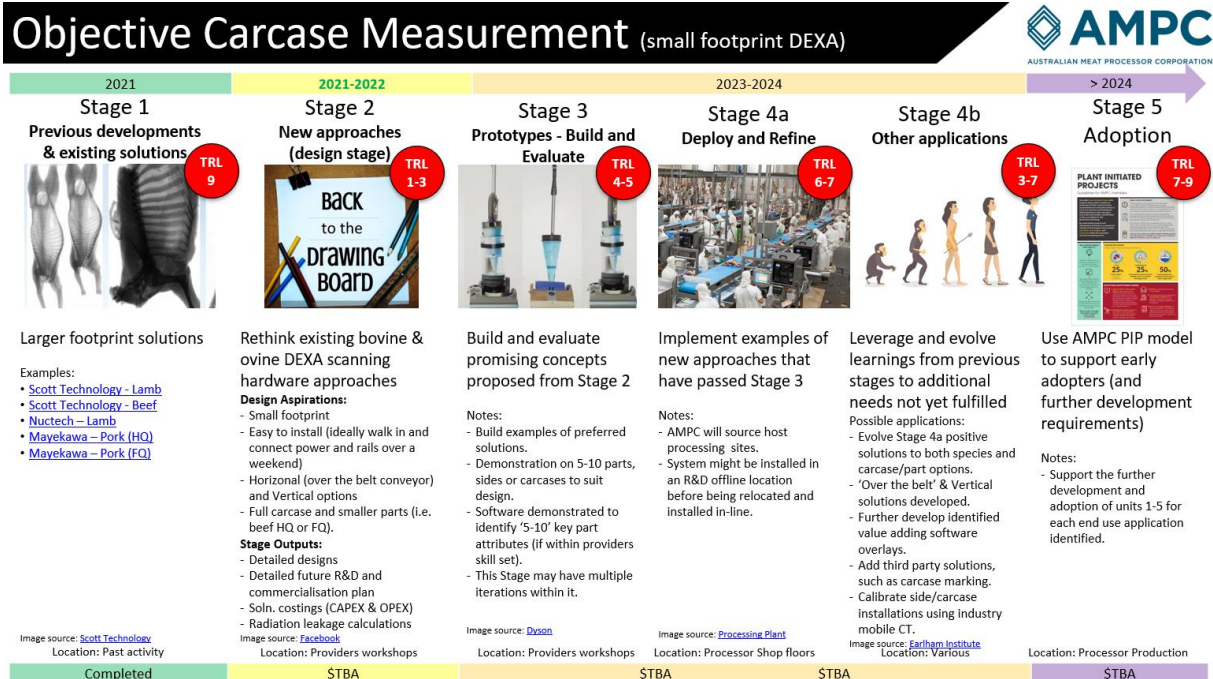 Objective Carcase Measurement (small footprint DEXA)
AMPC
AUSTRALIAN MEAT PROCESSOR CORPORATION
2021
2021-2022
2023-2024
> 2024
Stage 1
Previous developments
& existing solutions
TRL
9
Larger footprint solutions
Examples:
• Scott Technology - Lamb
• Scott Technology - Beef
• Nuctech – Lamb
• Mayekawa – Pork (HQ)
• Mayekawa – Pork (FQ)
Image source: Scott Technology
Location: Past activity
Completed
Stage 2
New approaches
(design stage)
TRL
1-3
BACK
to the
DRAWING
BOARD
Rethink existing bovine &
ovine DEXA scanning
hardware approaches
Design Aspirations:
- Small footprint
- Easy to install (ideally walk in and
connect power and rails over a
weekend)
- Horizonal (over the belt conveyor)
and Vertical options
- Full carcase and smaller parts (i.e.
beef HQ or FQ).
Stage Outputs:
- Detailed designs
- Detailed future R&D and
commercialisation plan
- Soln. costings (CAPEX & OPEX)
- Radiation leakage calculations
Image source: Facebook
Location: Providers workshops
$TBA
Stage 3
Prototypes - Build and
Evaluate
TRL
4-5
Build and evaluate
promising concepts
proposed from Stage 2
Notes:
- Build examples of preferred
solutions.
- Demonstration on 5-10 parts,
sides or carcases to suit
design.
- Software demonstrated to
identify ‘5-10’ key part
attributes (if within providers
skill set).
- This Stage may have multiple
iterations within it.
Image source: Dyson
Location: Providers workshops
$TBA
Stage 4a
Deploy and Refine
TRL
6-7
Implement examples of
new approaches that
have passed Stage 3
Notes:
- AMPC will source host
processing sites.
- System might be installed in
an R&D offline location
before being relocated and
installed in-line.
Image source: Processing Plant
Location: Processor Shop floors
$TBA
Stage 4b
Other applications
TRL
3-7
Leverage and evolve
learnings from previous
stages to additional
needs not yet fulfilled
Possible applications:
- Evolve Stage 4a positive
solutions to both species and
carcase/part options.
- ‘Over the belt’ & Vertical
solutions developed.
- Further develop identified
value adding software
overlays.
- Add third party solutions,
such as carcase marking.
- Calibrate side/carcase
installations using industry
mobile CT.
Image source: Earlham Institute
Location: Various
Stage 5
Adoption
TRL
7-9
PLANT INITIATED
PROJECTS
25%
25%
50%
Use AMPC PIP model
to support early
adopters (and
further development
requirements)
Notes:
- Support the further
development and
adoption of units 1-5 for
each end use application
identified.
Location: Processor Production
$TBA